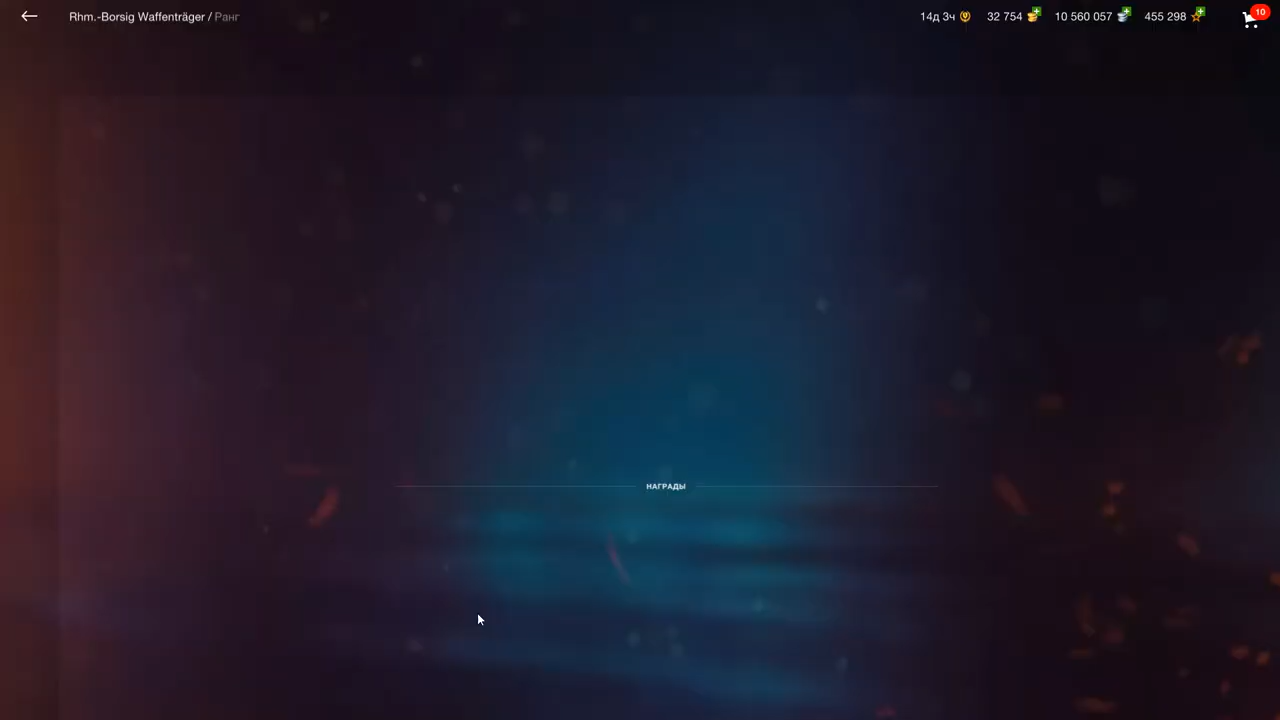 Rhm.-Borsig Waffenträger / Ранг
14д 3ч 32 754 10 560 057 455 298 10
НАГРАДЫ